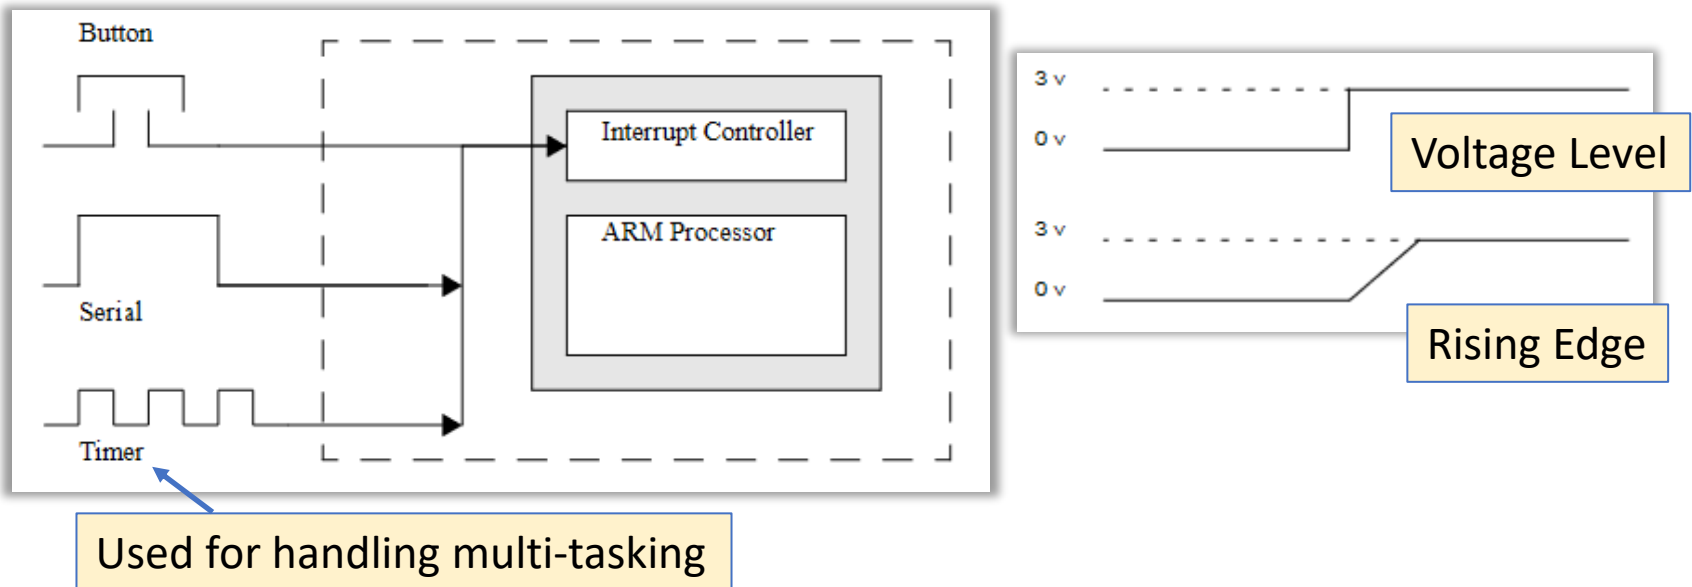 Button
Interrupt Controller
ARM Processor
Serial
Timer
Used for handling multi-tasking
3 v
0 v
Voltage Level
3 v
0 v
Rising Edge